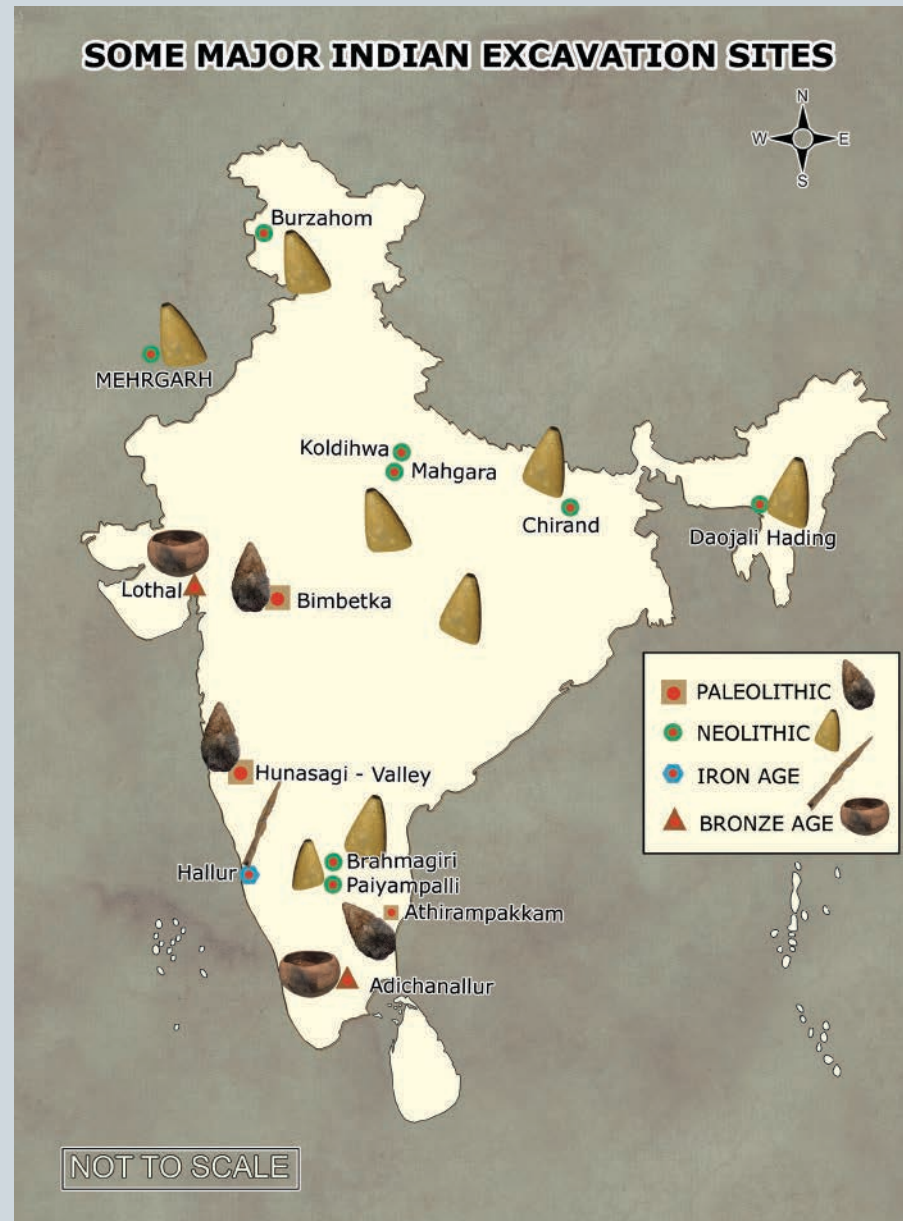 SOME MAJOR INDIAN EXCAVATION SITES
N
W E
S
Burzahom
MEHRGARH
Koldihwa
Mahgara
Chirand
Daojali Hading
Lothal
Bimbetka
PALEOLITHIC
NEOLITHIC
IRON AGE
BRONZE AGE
Hunasagi - Valley
Brahmagiri
Hallur
Paiyampalli
Athirampakkam
Adichanallur
NOT TO SCALE